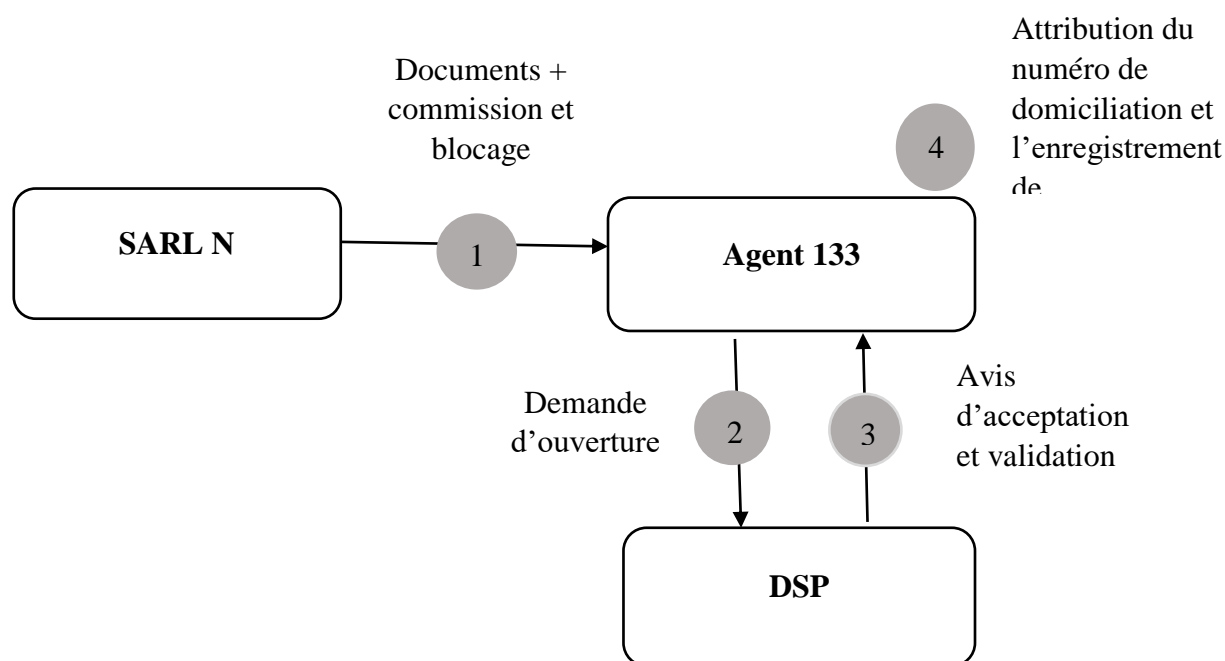 Documents +
commission et
blocage
Attribution du
numéro de
domiciliation et
l’enregistrement
de
4
SARL N
1
Agent 133
Demande
d’ouverture
2
3
Avis
d’acceptation
et validation
DSP